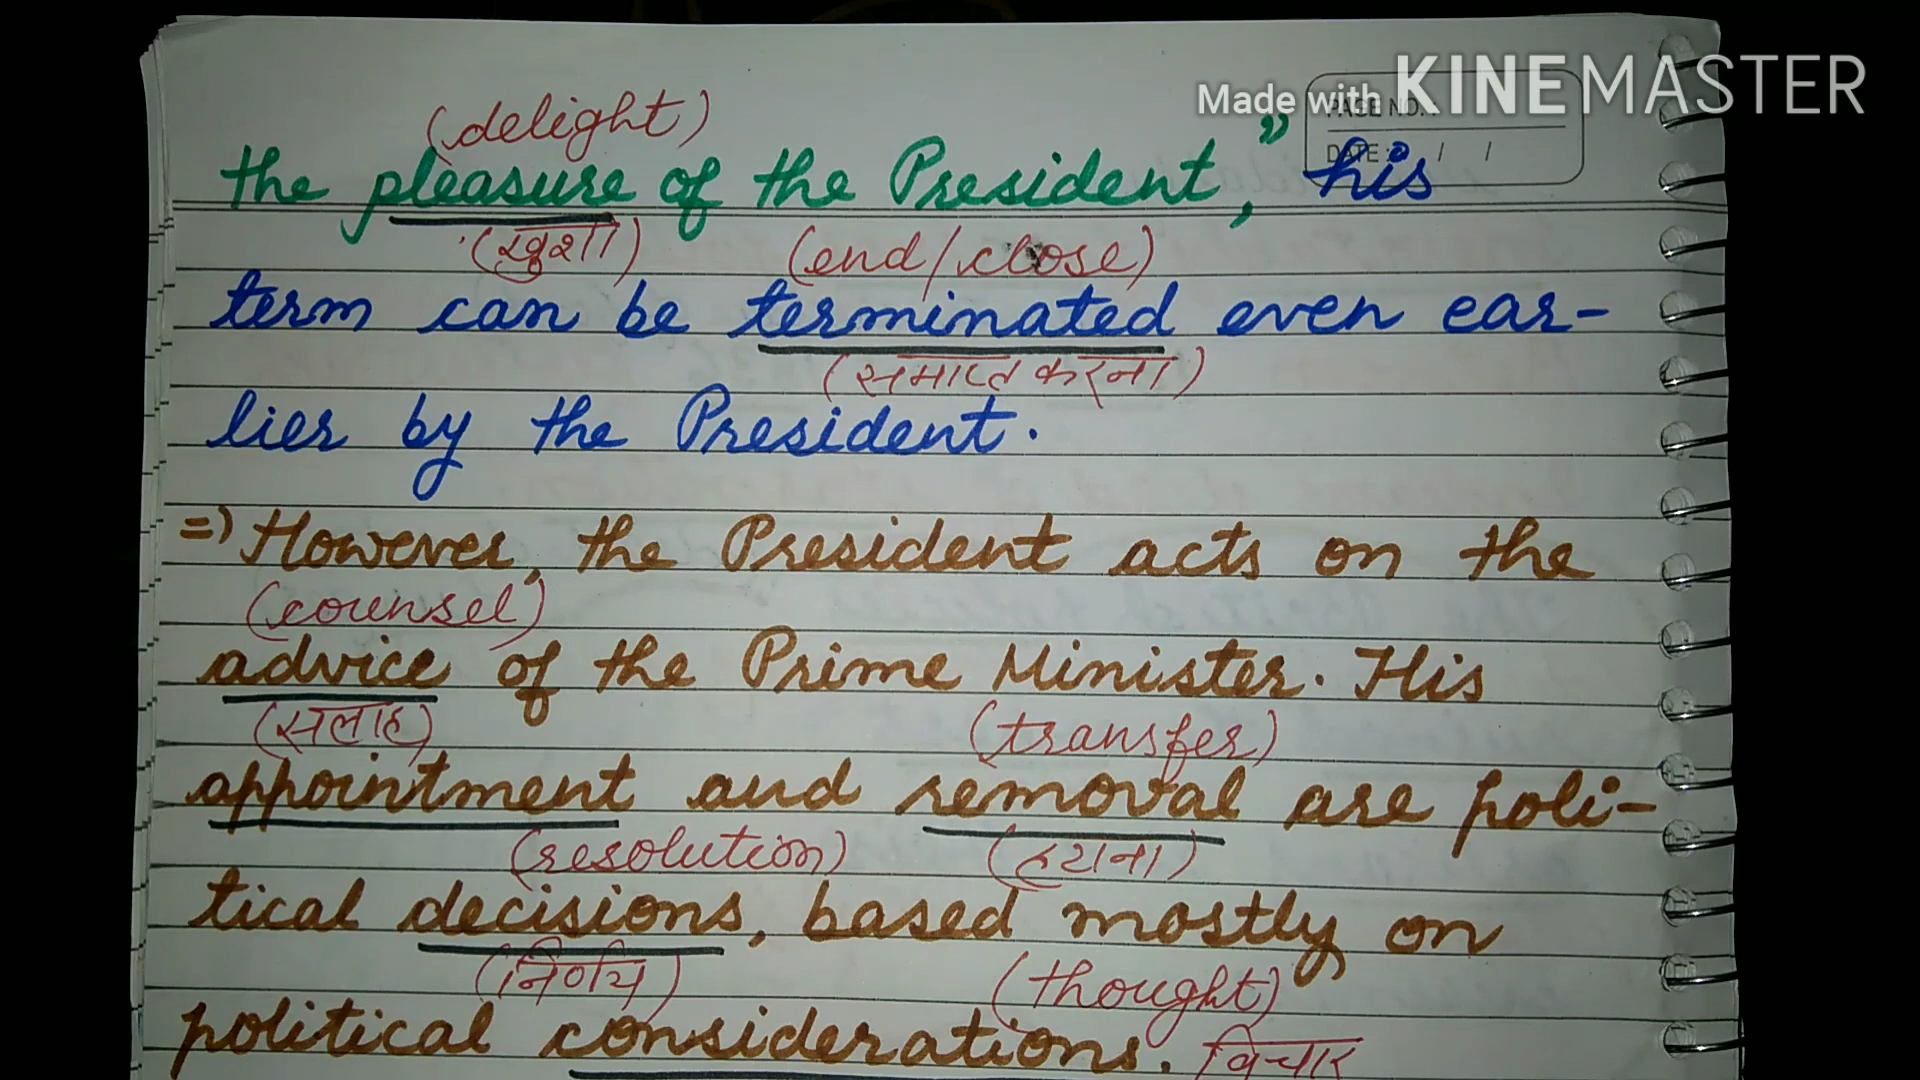 Made with KINEMASTER
PAGE NO.:
DATE: / /
(delight)
the pleasure of the President," his
(खुशी) (end/close)
term can be terminated even ear-
(समाप्त करना)
lier by the President.
=) However, the President acts on the
(counsel)
advice of the Prime Minister. His
(सलाह) (transfer)
appointment and removal are poli-
(resolution) (हटाना)
tical decisions, based mostly on
(निर्णय) (thought)
political considerations. विचार